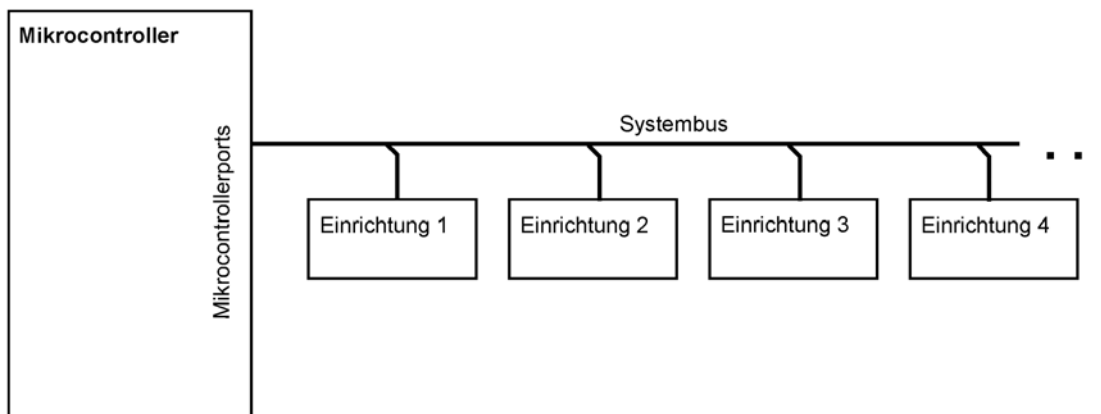 Mikrocontroller
Mikrocontrollerports
Systembus
Einrichtung 1
Einrichtung 2
Einrichtung 3
Einrichtung 4